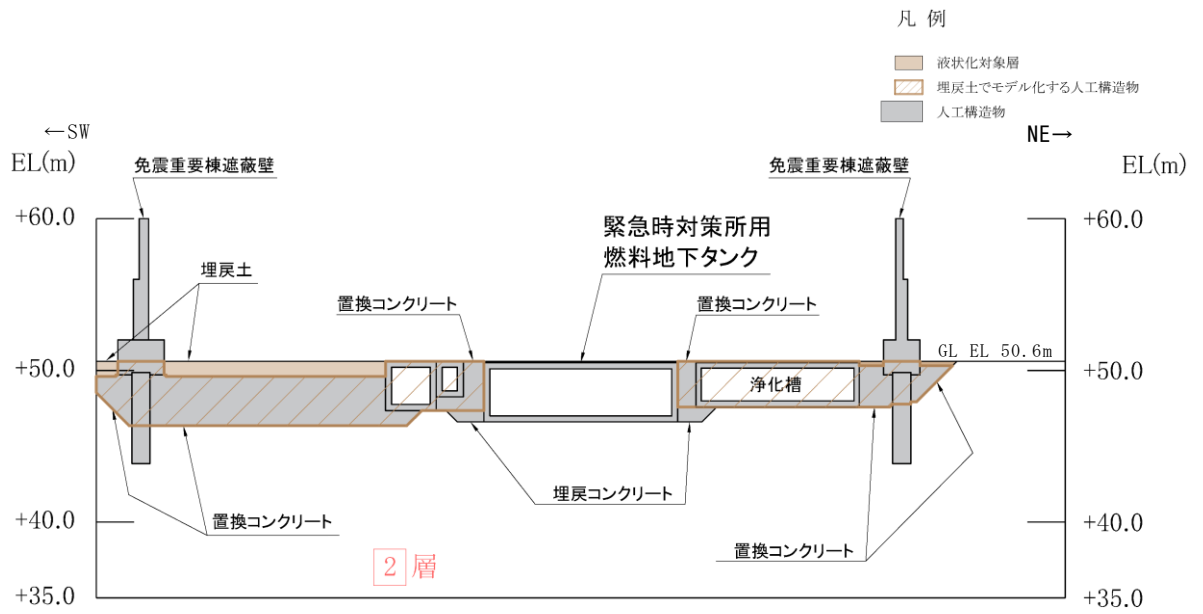 凡 例
液状化対象層
埋戻土でモデル化する人工構造物
人工構造物
←SW
NE→
EL(m)
EL(m)
免震重要棟遮蔽壁
免震重要棟遮蔽壁
+60.0
+60.0
緊急時対策所用
燃料地下タンク
埋戻土
置換コンクリート
置換コンクリート
GL EL 50.6m
+50.0
+50.0
浄化槽
埋戻コンクリート
+40.0
置換コンクリート
置換コンクリート
+40.0
2 層
+35.0
+35.0